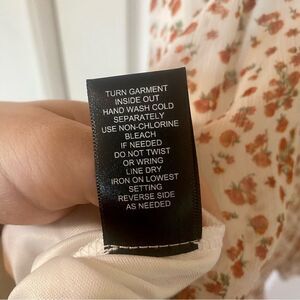 TURN GARMENT
INSIDE OUT
HAND WASH COLD
SEPARATELY
USE NON-CHLORINE
BLEACH
IF NEEDED
DO NOT TWIST
OR WRING
LINE DRY
IRON ON LOWEST
SETTING
REVERSE SIDE
AS NEEDED